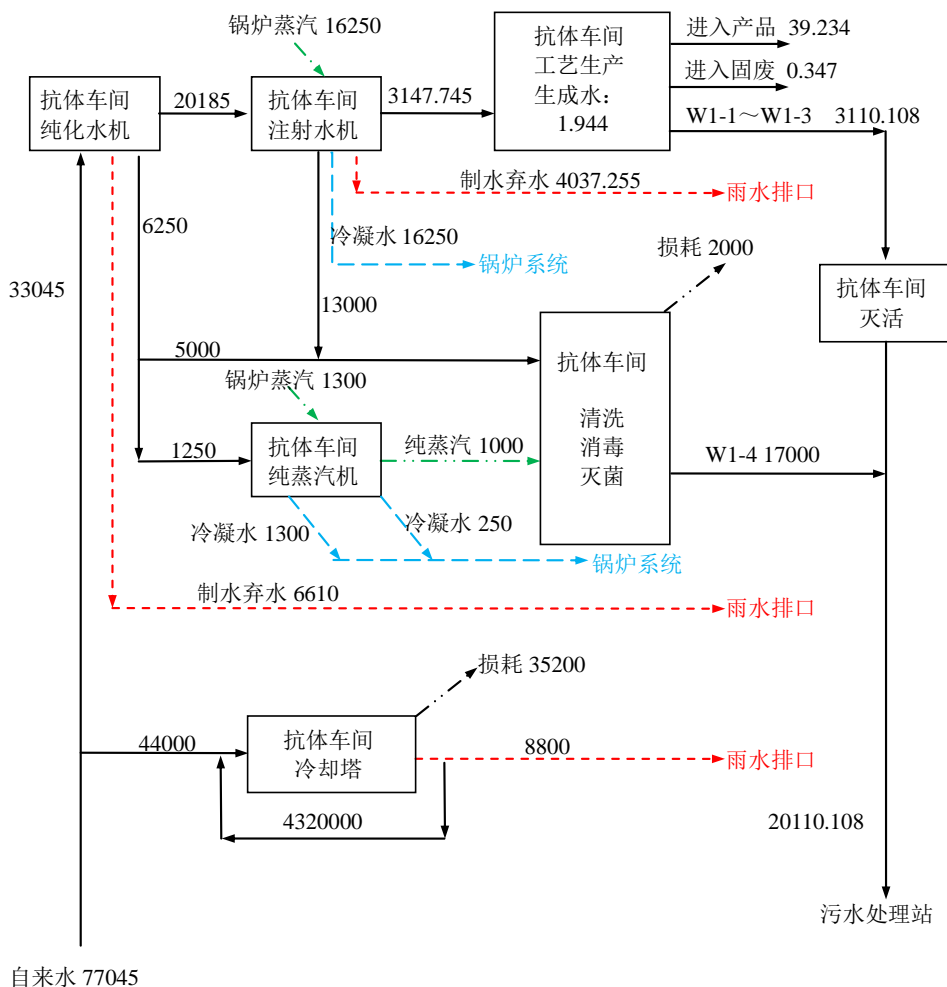 锅炉蒸汽 16250
抗体车间
纯化水机
20185
抗体车间
注射水机
3147.745
抗体车间
工艺生产
生成水：
1.944
进入产品 39.234
进入固废 0.347
W1-1～W1-3 3110.108
制水弃水 4037.255
雨水排口
6250
冷凝水 16250
锅炉系统
损耗 2000
33045
13000
抗体车间
灭活
5000
锅炉蒸汽 1300
抗体车间
清洗
消毒
灭菌
1250
抗体车间
纯蒸汽机
纯蒸汽 1000
W1-4 17000
冷凝水 1300
冷凝水 250
锅炉系统
制水弃水 6610
雨水排口
损耗 35200
44000
抗体车间
冷却塔
8800
雨水排口
4320000
20110.108
污水处理站
自来水 77045